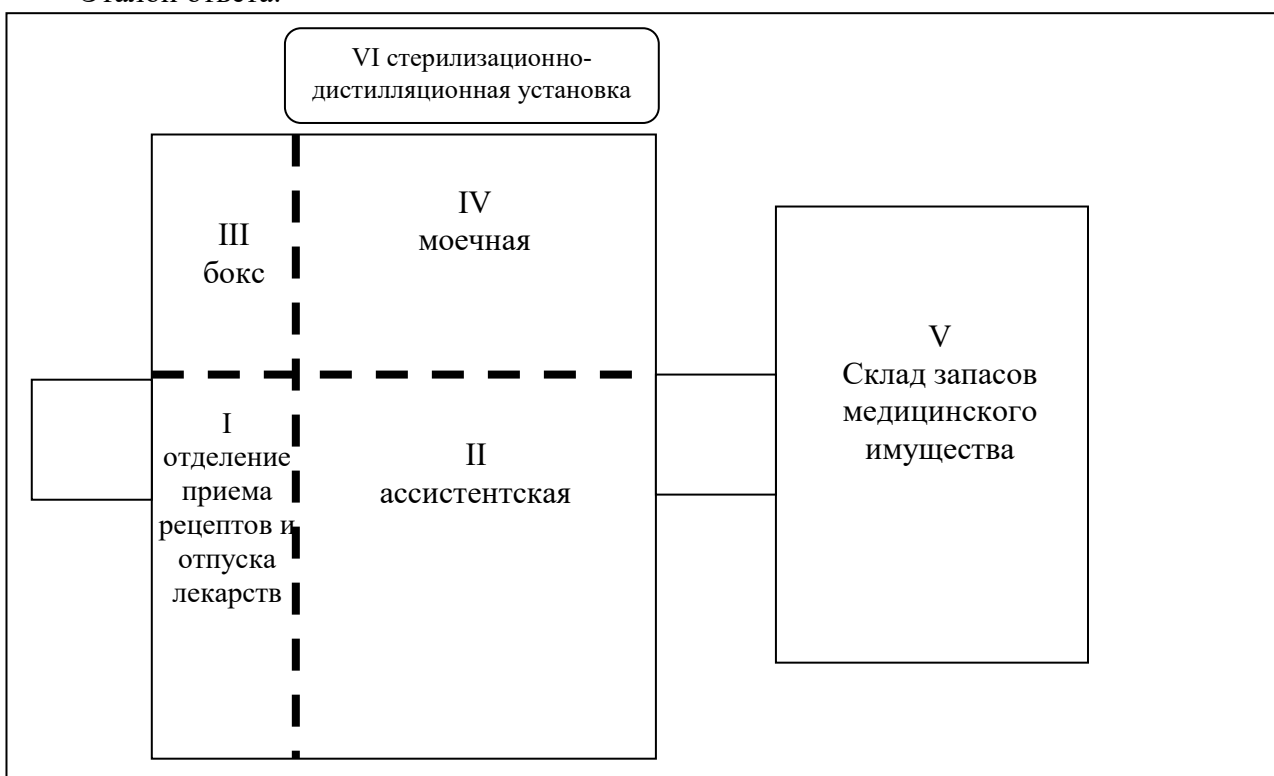 Эталон ответа:
VI стерилизационно-
дистилляционная установка
III
бокс
IV
моечная
I
отделение
приема
рецептов и
отпуска
лекарств
II
ассистентская
V
Склад запасов
медицинского
имущества